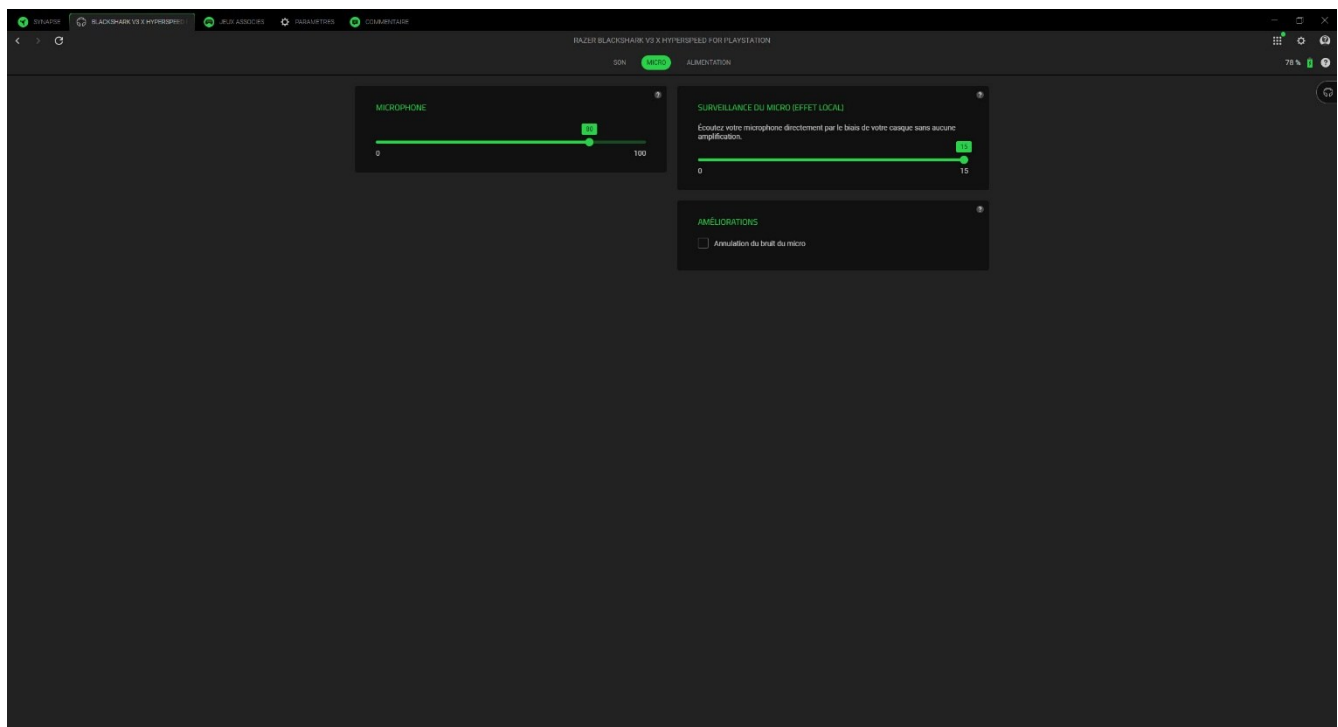 SYNAPSE
BLACKSHARK V3 X HYPERSPEED
JEUX ASSOCIÉS
PARAMÈTRES
COMMENTAIRE
RAZER BLACKSHARK V3 X HYPERSPEED FOR PLAYSTATION
SON
MICRO
ALIMENTATION
78 %
MICROPHONE
80
0
100
SURVEILLANCE DU MICRO (EFFET LOCAL)
Écoutez votre microphone directement par le biais de votre casque sans aucune
amplification.
15
0
15
AMÉLIORATIONS
Annulation du bruit du micro